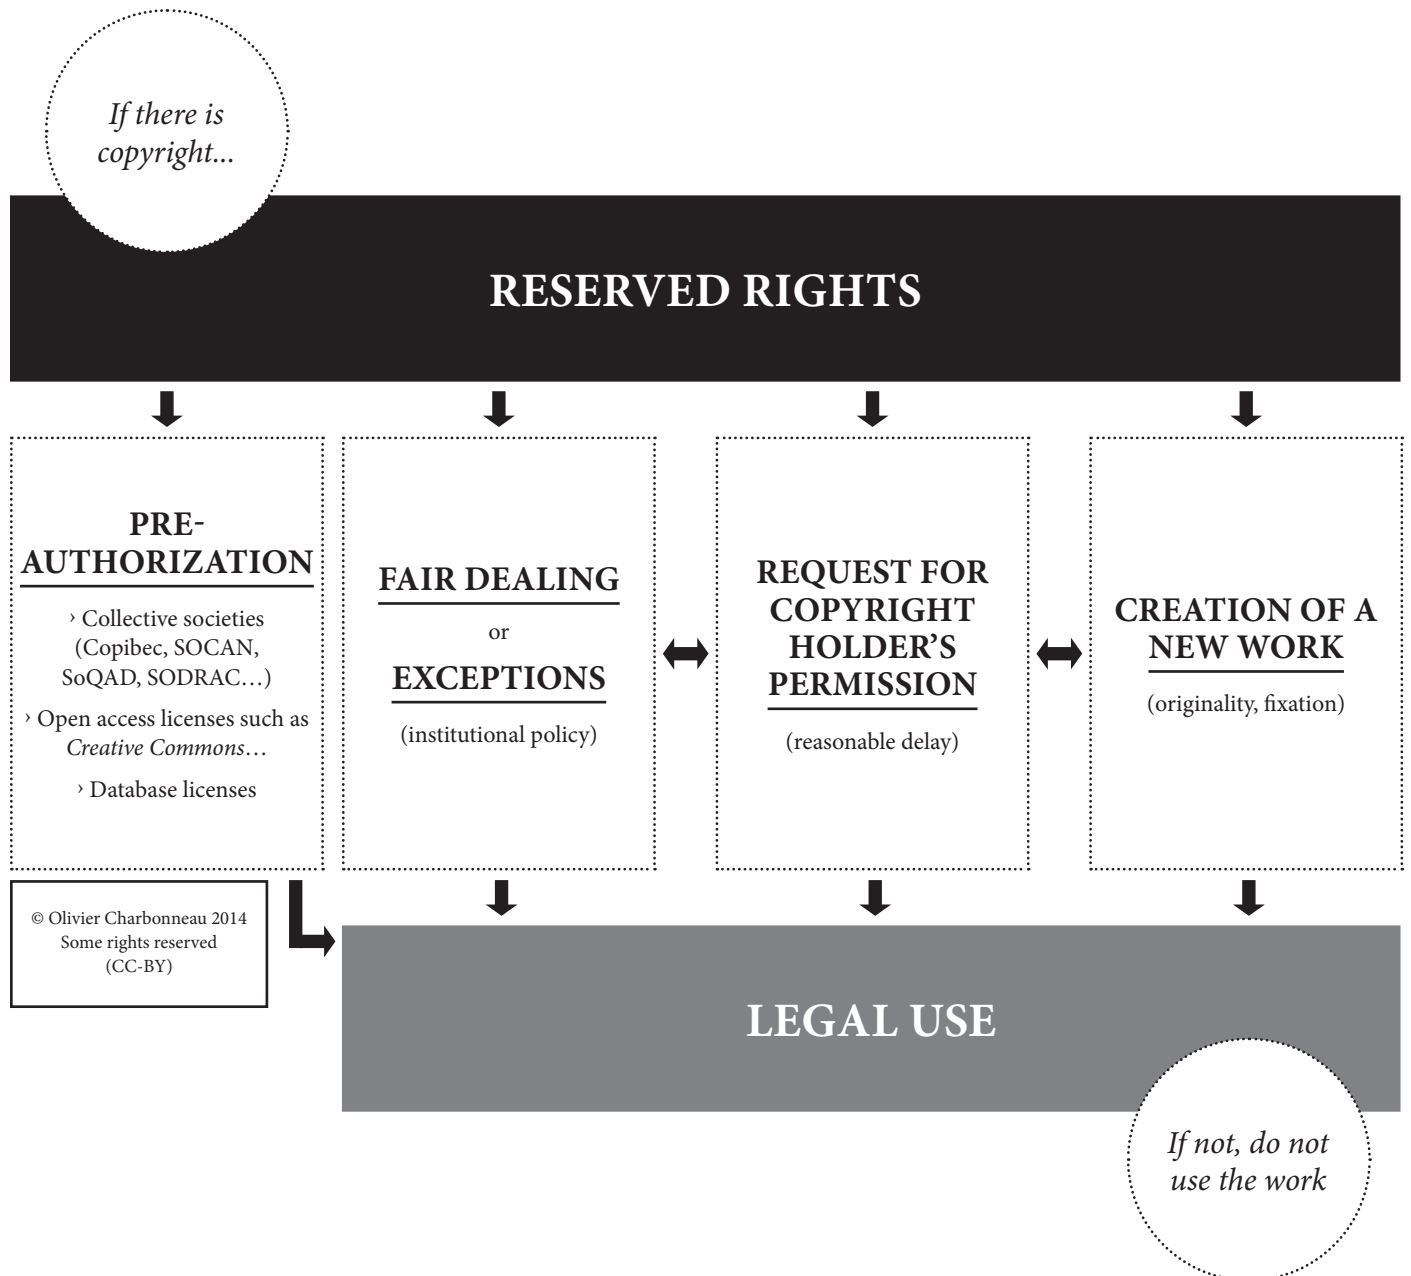 If there is
copyright...
RESERVED RIGHTS
PRE-
AUTHORIZATION
› Collective societies
(Copibec, SOCAN,
SoQAD, SODRAC…)
› Open access licenses such as
Creative Commons…
› Database licenses
FAIR DEALING
or
EXCEPTIONS
(institutional policy)
REQUEST FOR
COPYRIGHT
HOLDER’S
PERMISSION
(reasonable delay)
CREATION OF A
NEW WORK
(originality, fixation)
© Olivier Charbonneau 2014
Some rights reserved
(CC-BY)
LEGAL USE
If not, do not
use the work